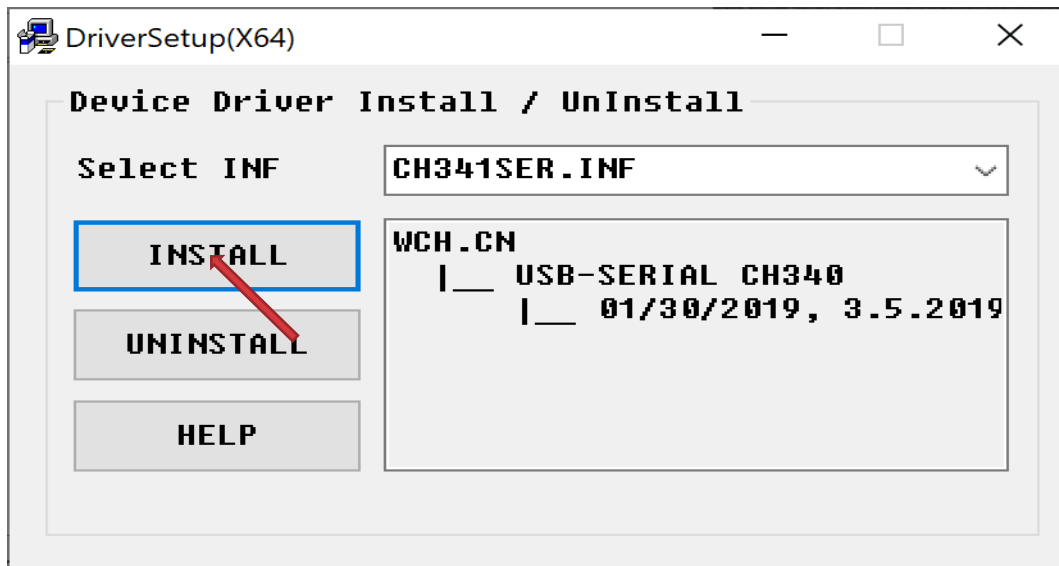 DriverSetup(X64)
Device Driver Install / UnInstall
Select INF
CH341SER.INF
INSTALL
UNINSTALL
HELP
WCH.CN
|__ USB-SERIAL CH340
|__ 01/30/2019, 3.5.2019